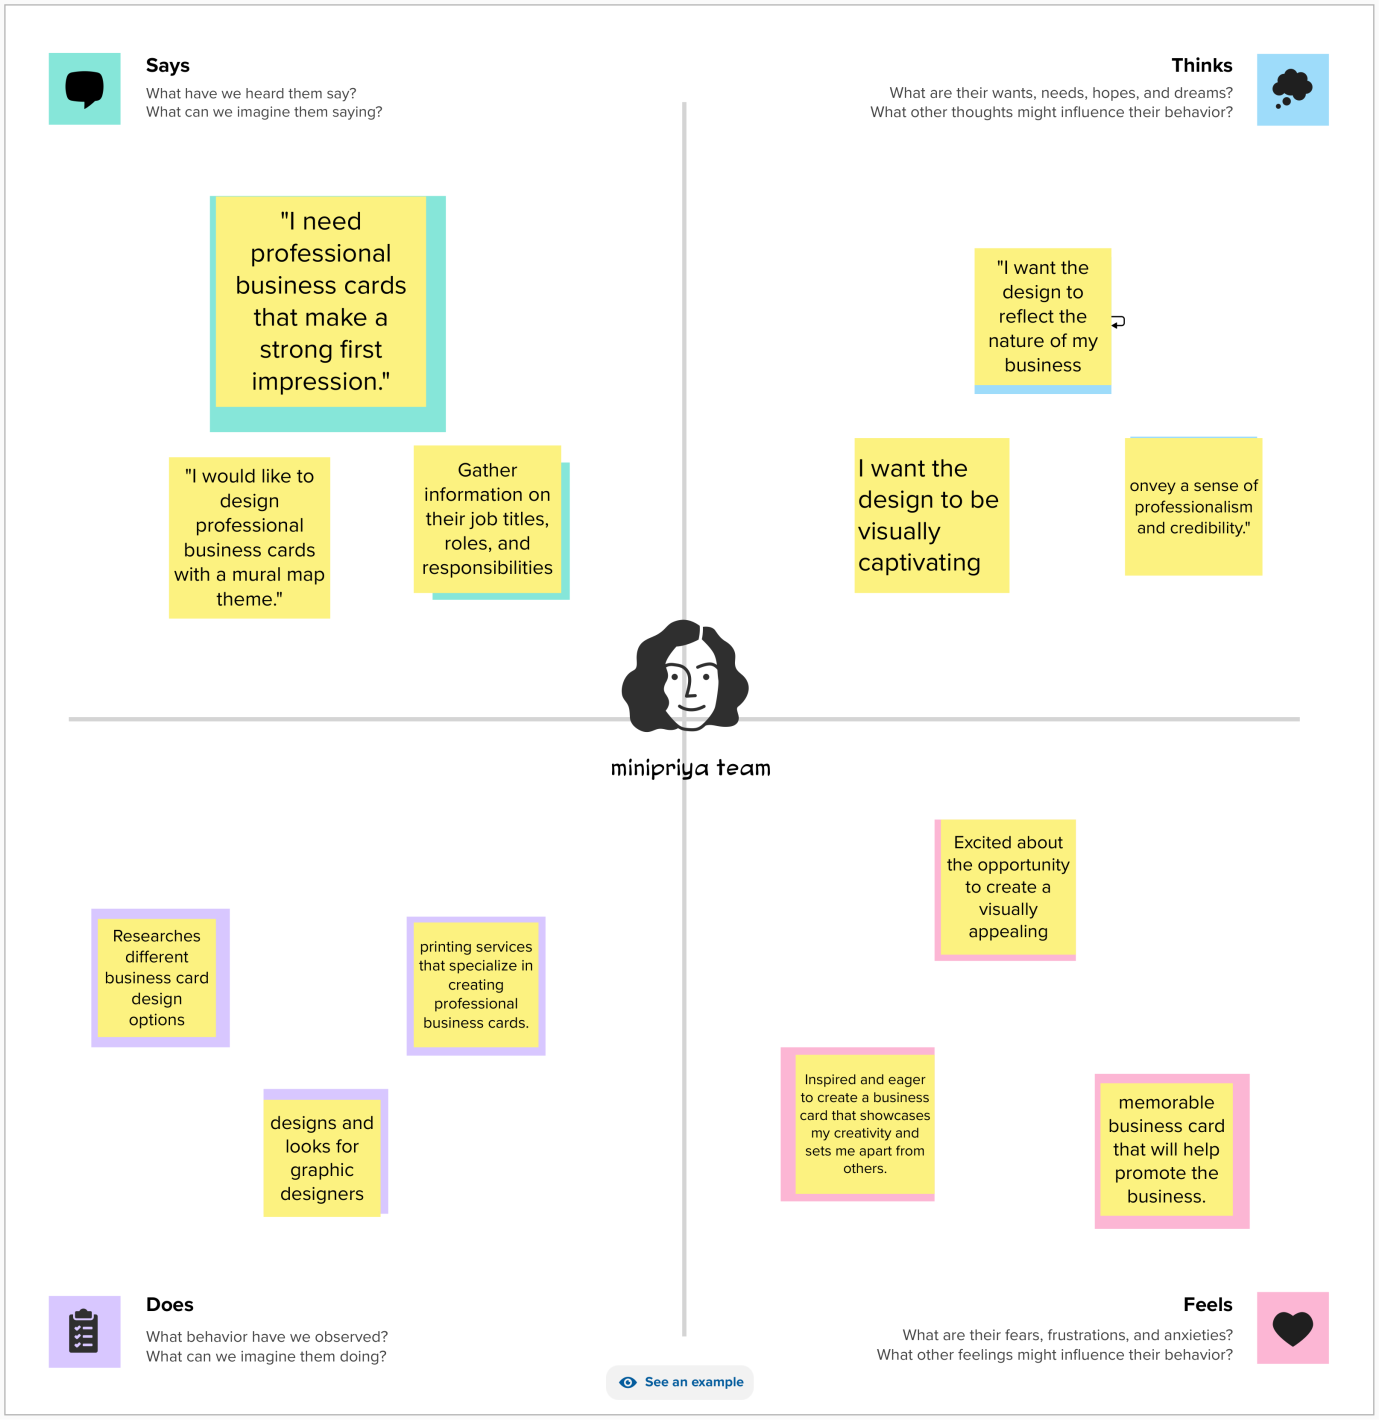 Says
What have we heard them say?
What can we imagine them saying?
Thinks
What are their wants, needs, hopes, and dreams?
What other thoughts might influence their behavior?
"I need
professional
business cards
that make a
strong first
impression."
"I would like to
design
professional
business cards
with a mural map
theme."
Gather
information on
their job titles,
roles, and
responsibilities
"I want the
design to
reflect the
nature of my
business
I want the
design to be
visually
captivating
onvey a sense of
professionalism
and credibility."
minipriya team
Researches
different
business card
design
options
printing services
that specialize in
creating
professional
business cards.
designs and
looks for
graphic
designers
Excited about
the opportunity
to create a
visually
appealing
Inspired and eager
to create a business
card that showcases
my creativity and
sets me apart from
others.
memorable
business card
that will help
promote the
business.
Does
What behavior have we observed?
What can we imagine them doing?
Feels
What are their fears, frustrations, and anxieties?
What other feelings might influence their behavior?
See an example